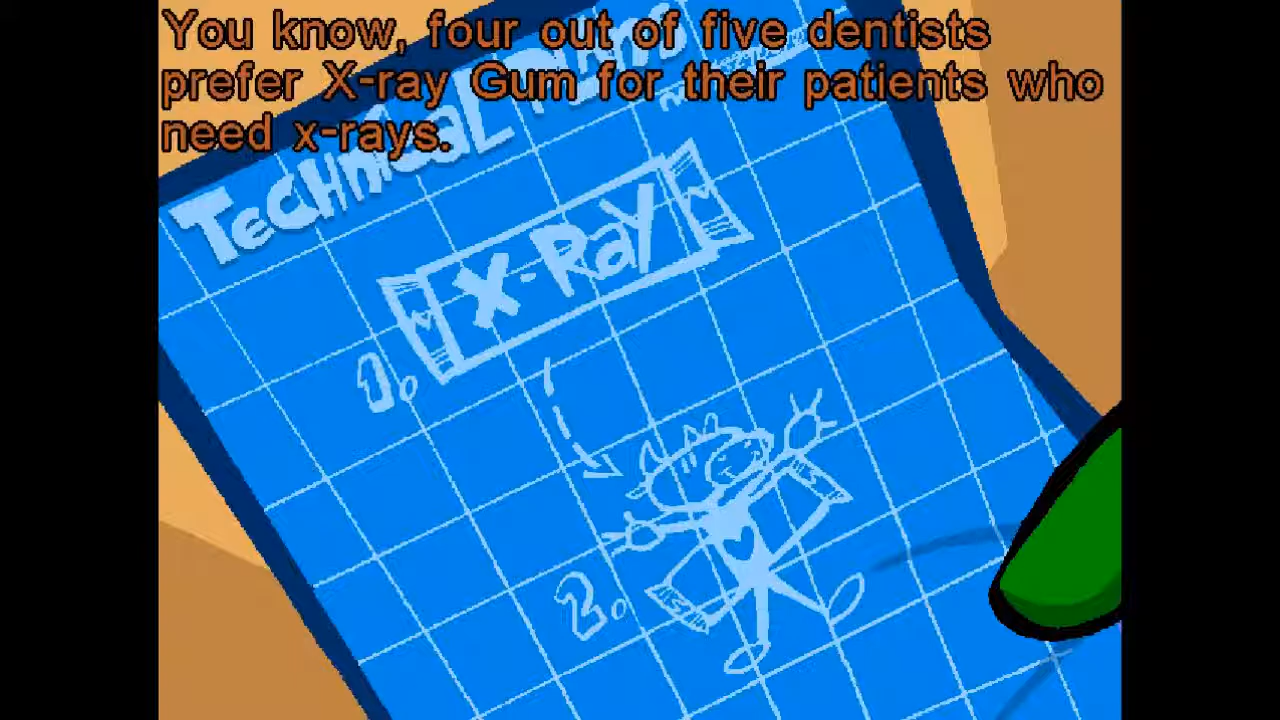 You know, four out of five dentists
prefer X-ray Gum for their patients who
need x-rays.
Technical
X-Ray
1.
2.